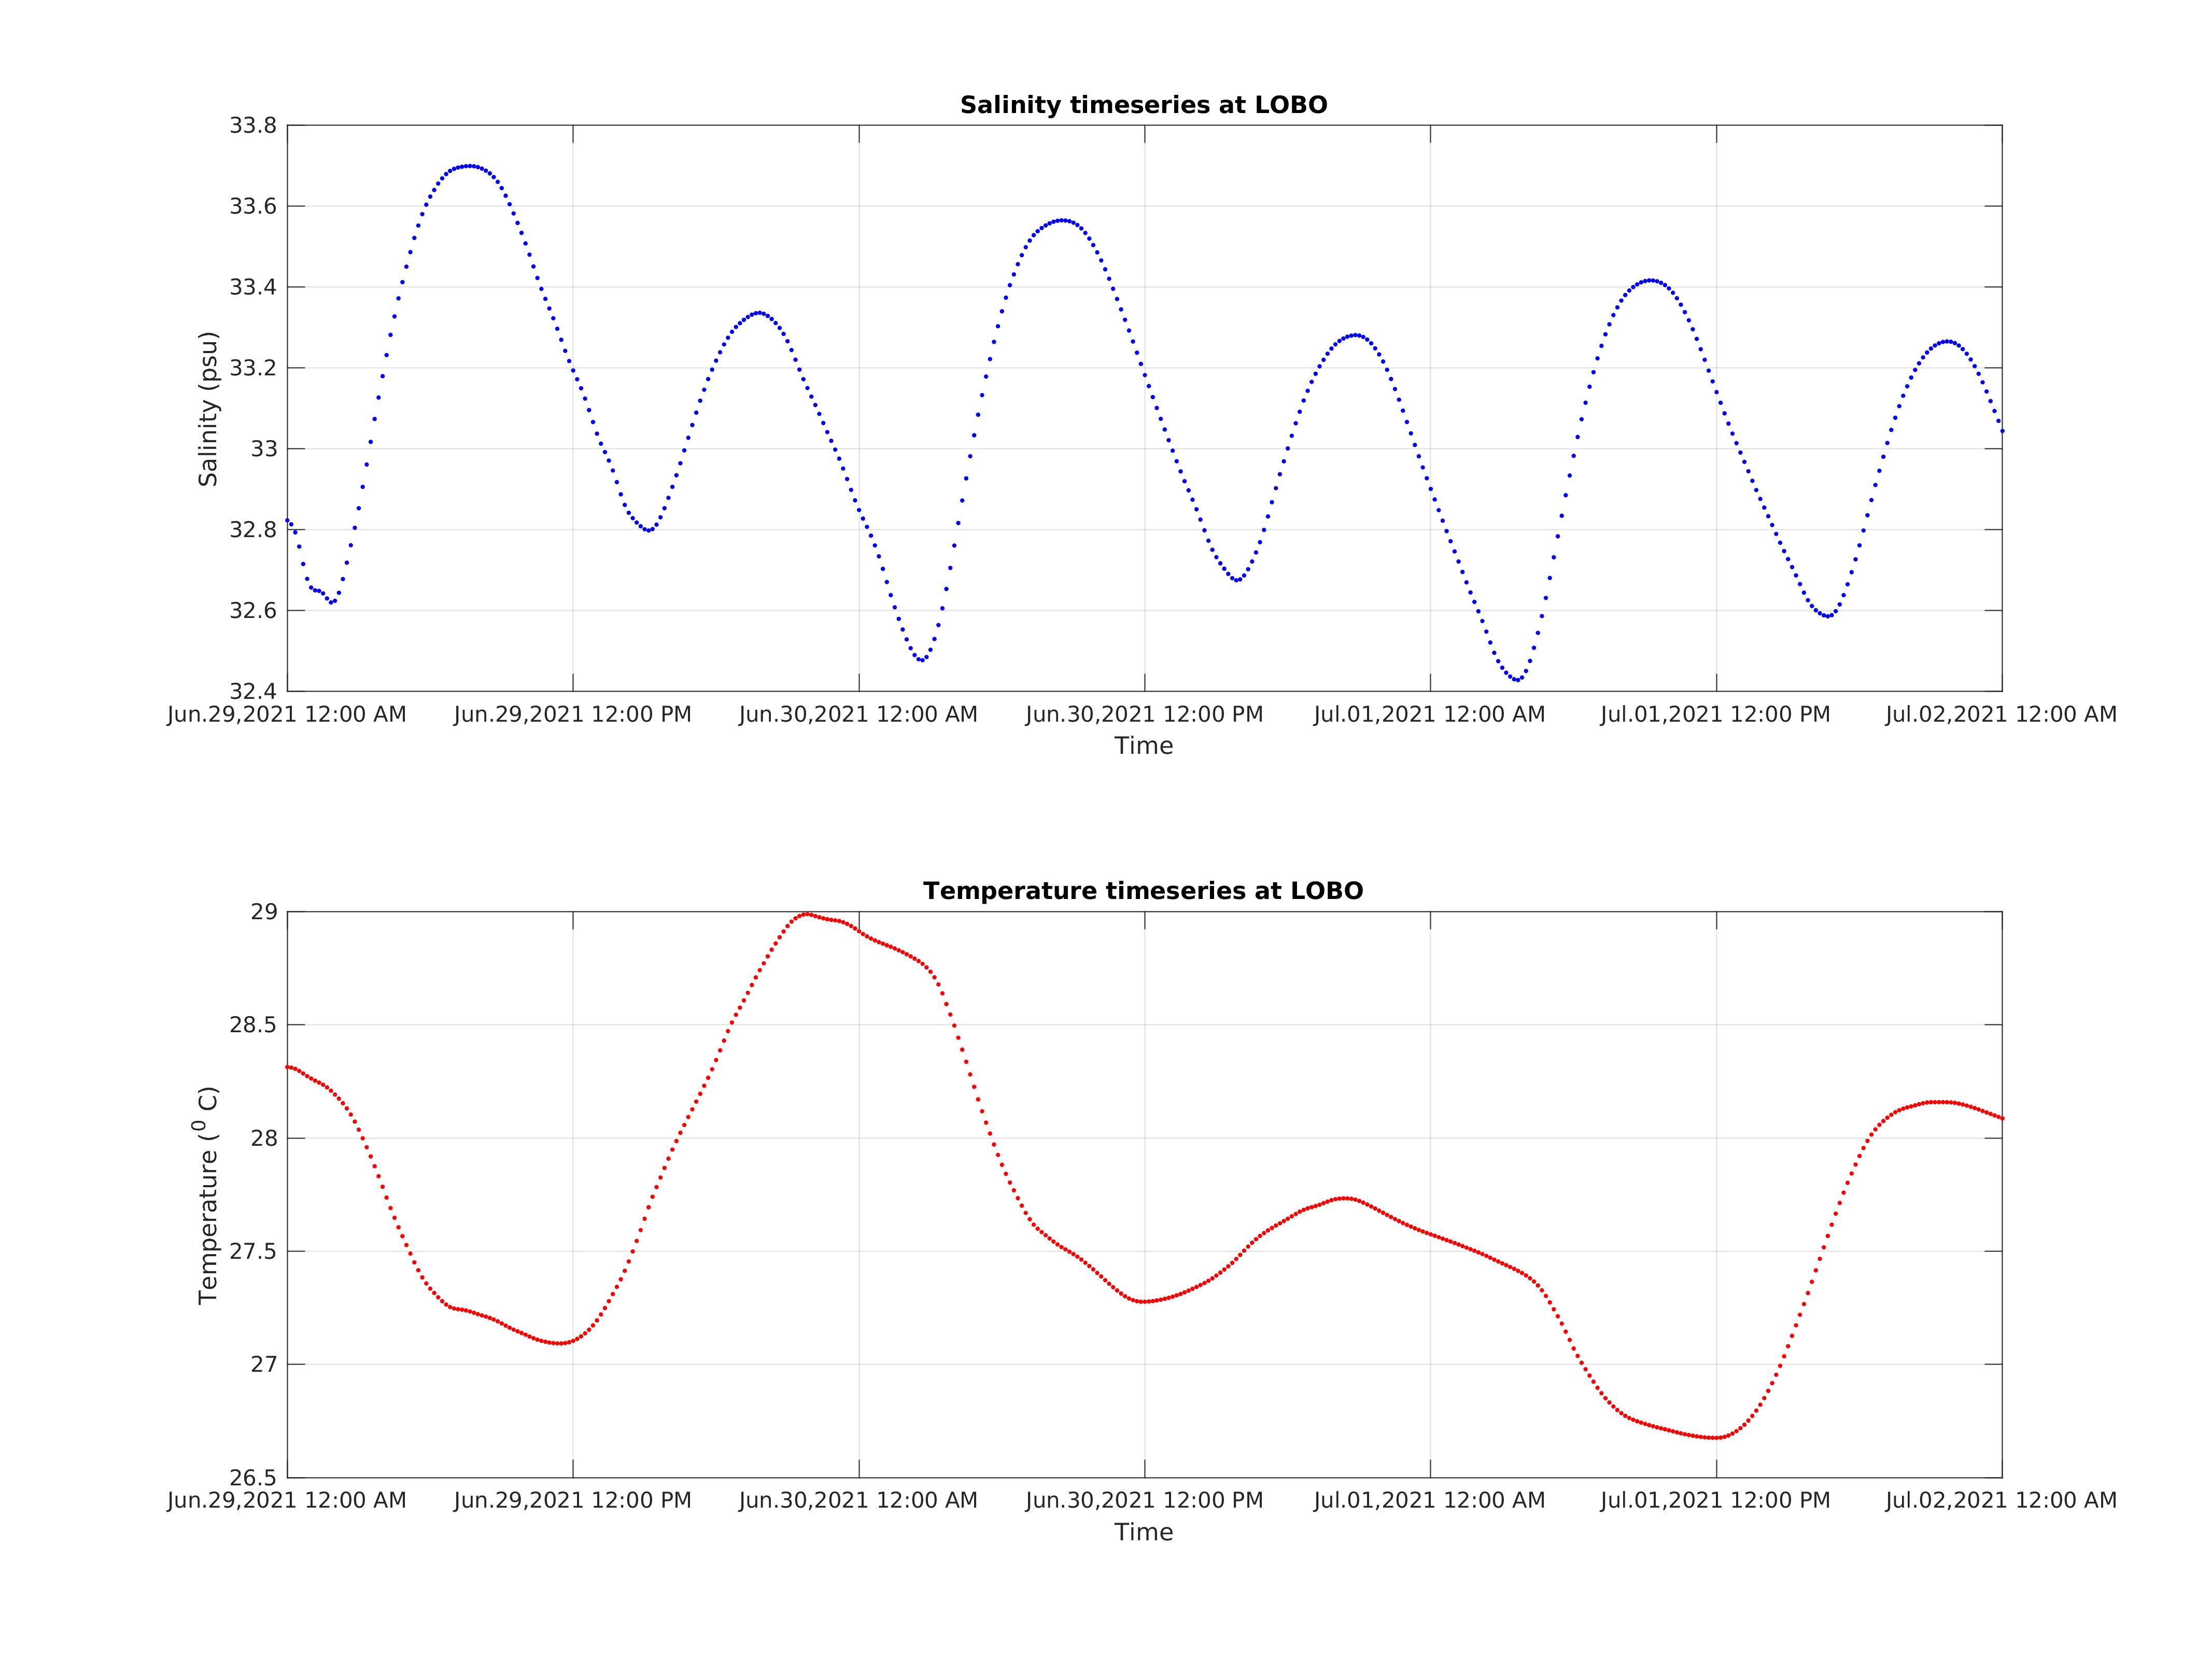 Salinity timeseries at LOBO
33.8
33.6
33.4
33.2
33
32.8
32.6
32.4
Salinity (psu)
Jun.29,2021 12:00 AM Jun.29,2021 12:00 PM Jun.30,2021 12:00 AM Jun.30,2021 12:00 PM Jul.01,2021 12:00 AM Jul.01,2021 12:00 PM Jul.02,2021 12:00 AM
Time
Temperature timeseries at LOBO
29
28.5
28
27.5
27
26.5
Temperature (⁰ C)
Jun.29,2021 12:00 AM Jun.29,2021 12:00 PM Jun.30,2021 12:00 AM Jun.30,2021 12:00 PM Jul.01,2021 12:00 AM Jul.01,2021 12:00 PM Jul.02,2021 12:00 AM
Time